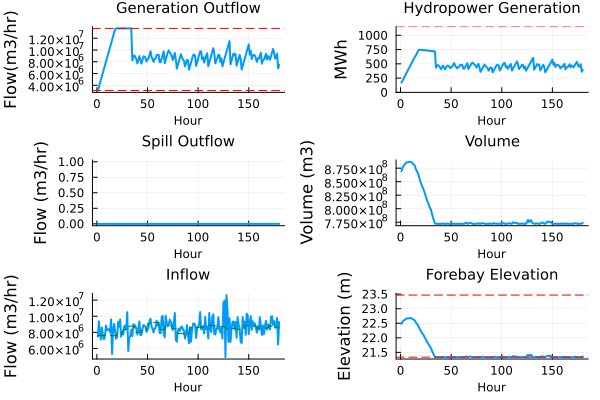 Generation Outflow
Flow(m3/hr)
1.20×10⁷
1.00×10⁷
8.00×10⁶
6.00×10⁶
4.00×10⁶
0 50 100 150
Hour
Hydropower Generation
MWh
1000
750
500
250
0
0 50 100 150
Hour
Spill Outflow
Flow (m3/hr)
1.00
0.75
0.50
0.25
0.00
0 50 100 150
Hour
Volume
Volume (m3)
8.750×10⁸
8.500×10⁸
8.250×10⁸
8.000×10⁸
7.750×10⁸
0 50 100 150
Hour
Inflow
Flow (m3/hr)
1.20×10⁷
1.00×10⁷
8.00×10⁶
6.00×10⁶
0 50 100 150
Hour
Forebay Elevation
Elevation (m)
23.5
23.0
22.5
22.0
21.5
0 50 100 150
Hour